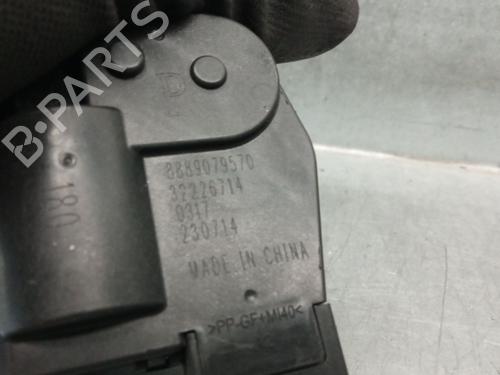 B-PARTS
D
8889079570
32226714
0317
230714
MADE IN CHINA
180
>PP-GF+MI40<